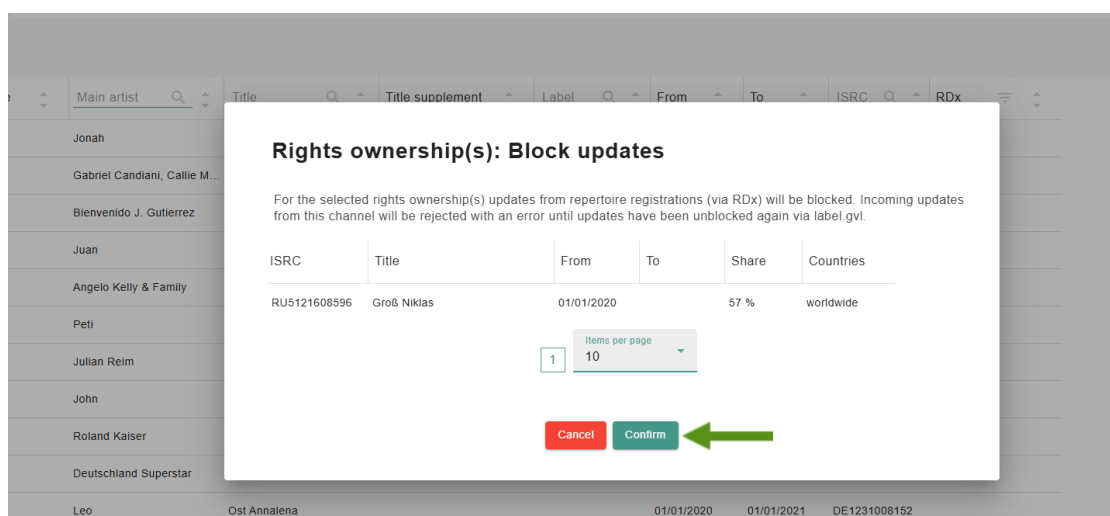 Main artist Title Title supplement Label From To ISRC RDx
Jonah
Gabriel Candiani, Callie M...
Bienvenido J. Gutierrez
Juan
Angelo Kelly & Family
Peti
Julian Reim
John
Roland Kaiser
Deutschland Superstar
Leo Ost Annalena 01/01/2020 01/01/2021 DE1231008152
Rights ownership(s): Block updates
For the selected rights ownership(s) updates from repertoire registrations (via RDx) will be blocked. Incoming updates
from this channel will be rejected with an error until updates have been unblocked again via label.gvl.
ISRC Title From To Share Countries
RU5121608596 Groß Niklas 01/01/2020 57 % worldwide
Items per page
1 10
Cancel Confirm